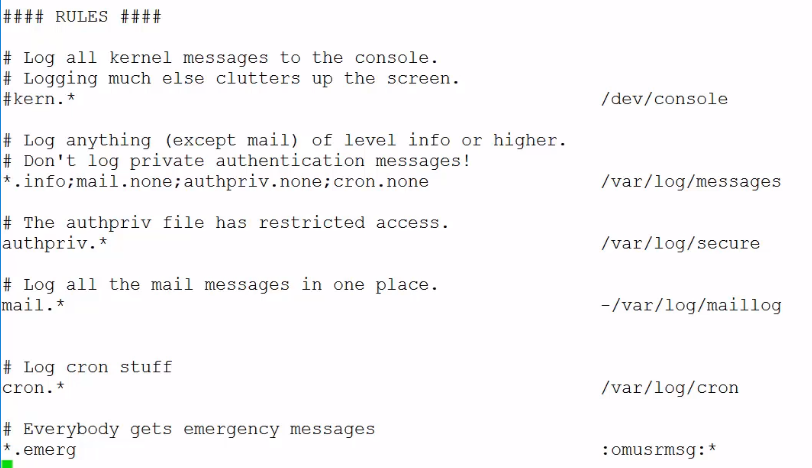 #### RULES ####
# Log all kernel messages to the console.
# Logging much else clutters up the screen.
#kern.* /dev/console
# Log anything (except mail) of level info or higher.
# Don't log private authentication messages!
*.info;mail.none;authpriv.none;cron.none /var/log/messages
# The authpriv file has restricted access.
authpriv.* /var/log/secure
# Log all the mail messages in one place.
mail.* -/var/log/maillog
# Log cron stuff
cron.* /var/log/cron
# Everybody gets emergency messages
*.emerg :omusrmsg:*